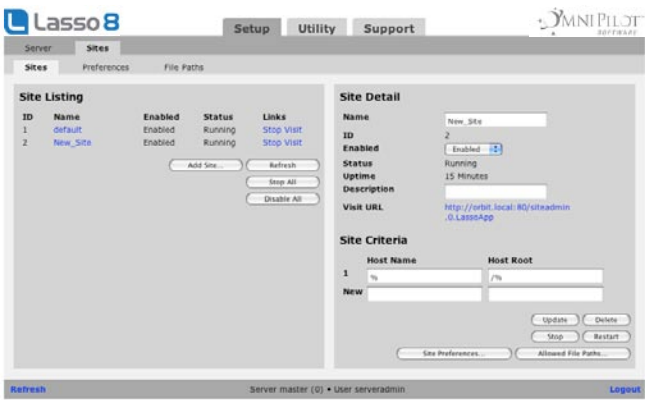 Lasso 8
Setup Utility Support
OMNIPILOT
SOFTWARE
Server Sites
Sites Preferences File Paths
Site Listing
ID Name Enabled Status Links
1 default Enabled Running Stop Visit
2 New_Site Enabled Running Stop Visit
Add Site... Refresh
Stop All
Disable All
Site Detail
Name New_Site
ID 2
Enabled Enabled
Status Running
Uptime 15 Minutes
Description
Visit URL http://orbit.local:80/siteadmin
.0.LassoApp
Site Criteria
Host Name Host Root
1 % /%
New
Update Delete
Stop Restart
Site Preferences... Allowed File Paths...
Refresh Server master (0) • User serveradmin Logout